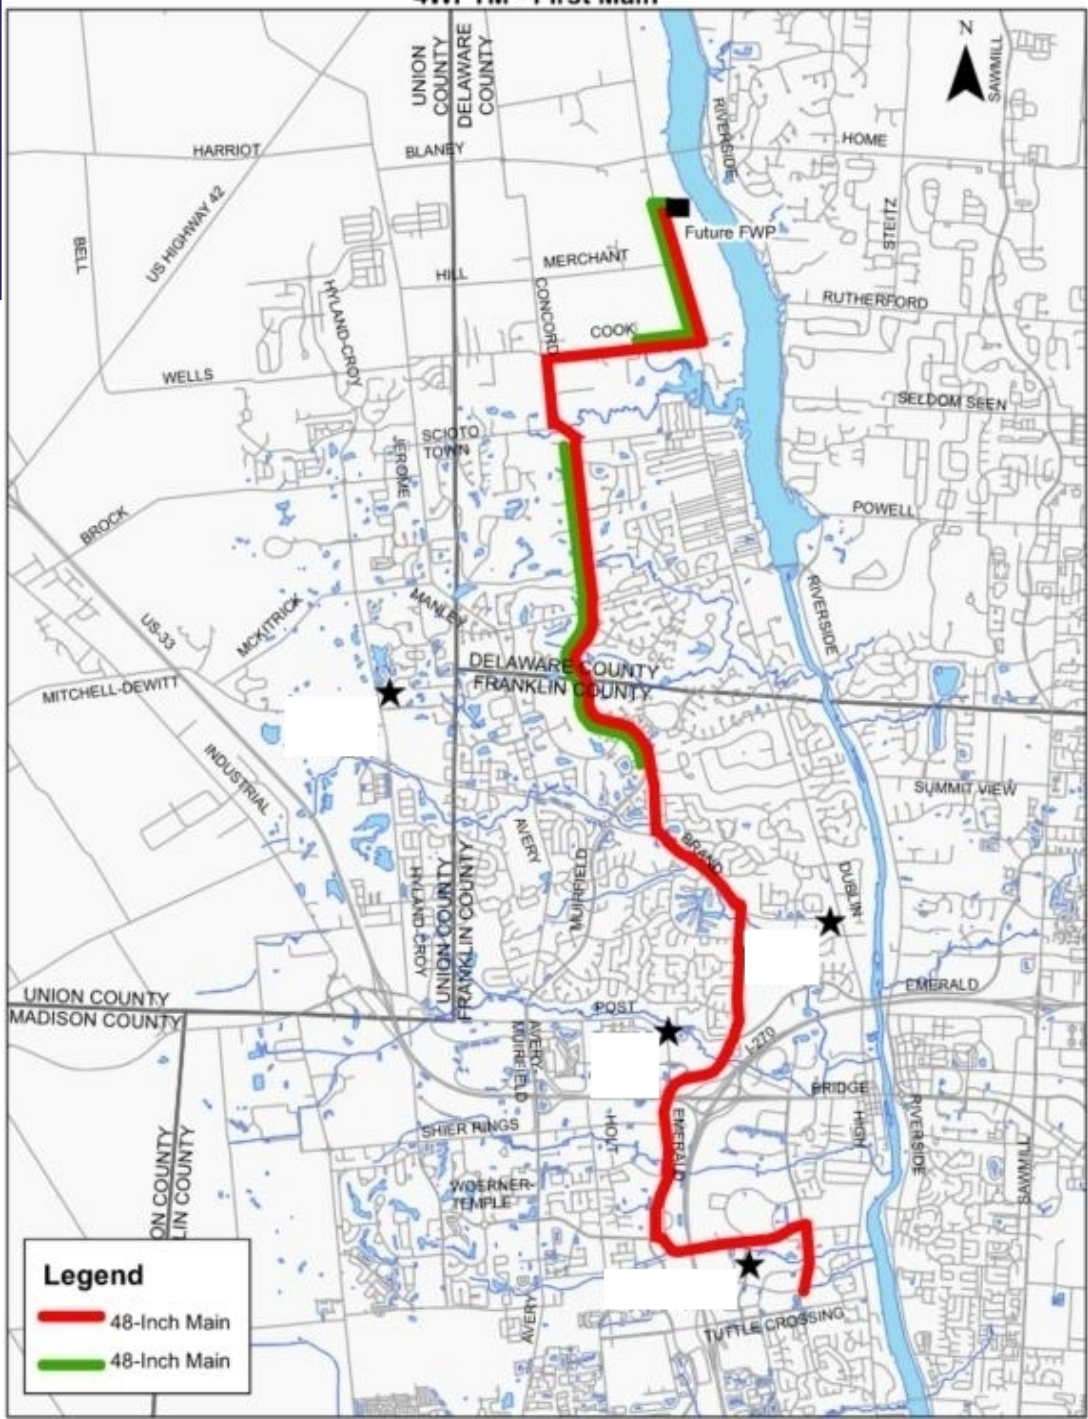 UNION
COUNTY
DELAWARE
COUNTY
N
SAWMILL
RIVERSIDE
HOME
HARRIOT
BLANEY
US HIGHWAY 42
BELL
STEITZ
Future FWP
MERCHANT
HILL
CONCORD
HYLAND-CROY
RUTHERFORD
COOK
WELLS
SELDOM SEEN
SCIOTO
TOWN
JEROME
POWELL
BROCK
MANLEY
MCKITRICK
US-33
RIVERSIDE
DELAWARE COUNTY
FRANKLIN COUNTY
MITCHELL-DEWITT
INDUSTRIAL
SUMMIT VIEW
AVERY
BRAND
MUIRFIELD
DUBLIN
HYLAND-CROY
UNION COUNTY
FRANKLIN COUNTY
EMERALD
UNION COUNTY
MADISON COUNTY
POST
I-270
AVERY-
MUIRFIELD
BRIDGE
HIGH
RIVERSIDE
SHIER RINGS
EMERALD
SAWMILL
WOERNER-
TEMPLE
ON COUNTY
LIN COUNTY
AVERY
TUTTLE CROSSING
Legend
48-Inch Main
48-Inch Main